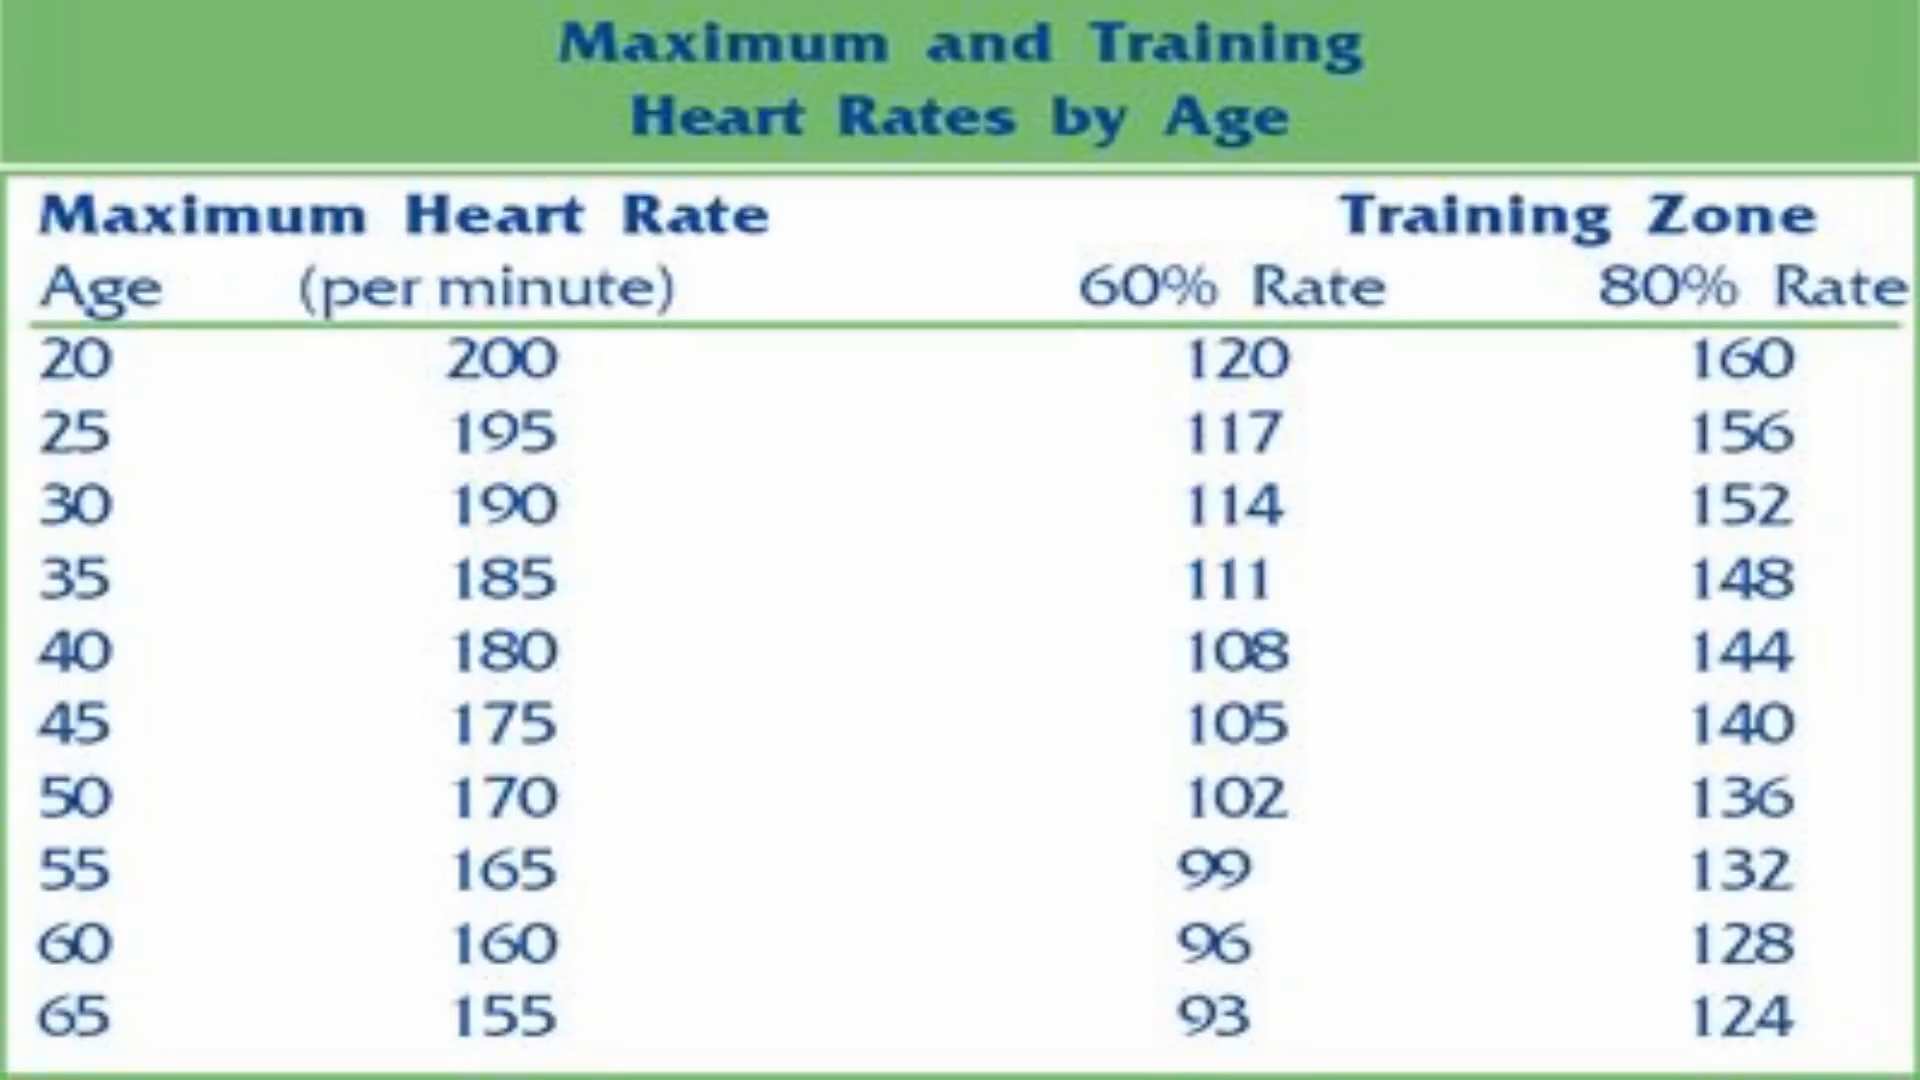 Maximum and Training
Heart Rates by Age
Maximum Heart Rate Training Zone
Age (per minute) 60% Rate 80% Rate
20 200 120 160
25 195 117 156
30 190 114 152
35 185 111 148
40 180 108 144
45 175 105 140
50 170 102 136
55 165 99 132
60 160 96 128
65 155 93 124